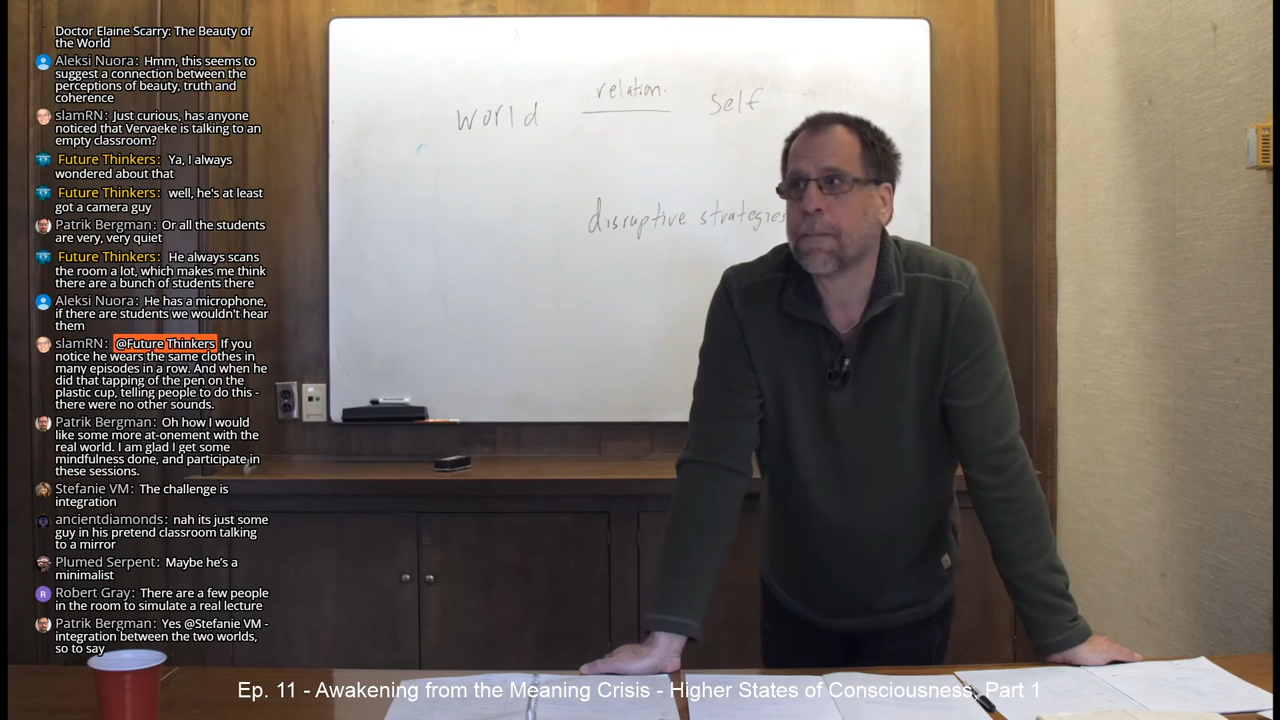 Doctor Elaine Scarry: The Beauty of
the World
Aleksi Nuora: Hmm, this seems to
suggest a connection between the
perceptions of beauty, truth and
coherence
slamRN: Just curious, has anyone
noticed that Vervaeke is talking to an
empty classroom?
Future Thinkers: Ya, I always
wondered about that
Future Thinkers: well, he's at least
got a camera guy
Patrik Bergman: Or all the students
are very, very quiet
Future Thinkers: He always scans
the room a lot, which makes me think
there are a bunch of students there
Aleksi Nuora: He has a microphone,
if there are students we wouldn't hear
them
slamRN: @Future Thinkers If you
notice he wears the same clothes in
many episodes in a row. And when he
did that tapping of the pen on the
plastic cup, telling people to do this -
there were no other sounds.
Patrik Bergman: Oh how I would
like some more at-onement with the
real world. I am glad I get some
mindfulness done, and participate in
these sessions.
Stefanie VM: The challenge is
integration
ancientdiamonds: nah its just some
guy in his pretend classroom talking
to a mirror
Plumed Serpent: Maybe he's a
minimalist
R Robert Gray: There are a few people
in the room to simulate a real lecture
Patrik Bergman: Yes @Stefanie VM -
integration between the two worlds,
so to say
world relation. self
disruptive strategies
Ep. 11 - Awakening from the Meaning Crisis - Higher States of Consciousness, Part 1